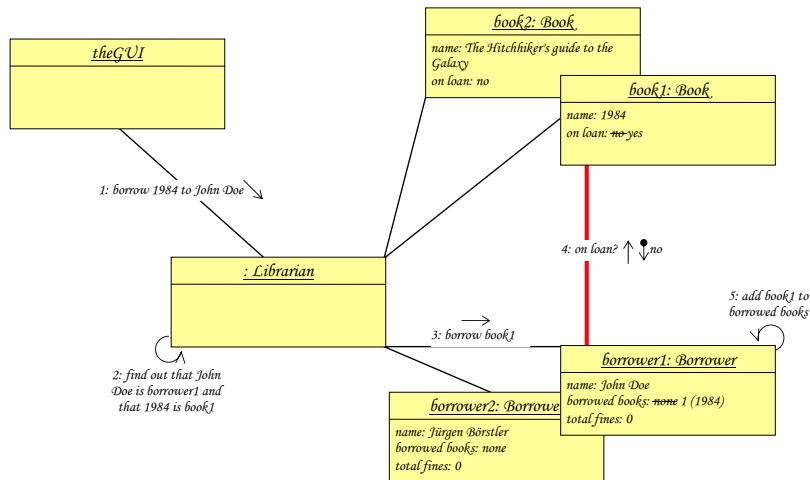 theGUI
book2: Book
name: The Hitchhiker's guide to the
Galaxy
on loan: no
book1: Book
name: 1984
on loan: no yes
1: borrow 1984 to John Doe
4: on loan?
no
: Librarian
3: borrow book1
5: add book1 to
borrowed books
2: find out that John
Doe is borrower1 and
that 1984 is book1
borrower1: Borrower
name: John Doe
borrowed books: none 1 (1984)
total fines: 0
borrower2: Borrowe
name: Jürgen Börstler
borrowed books: none
total fines: 0